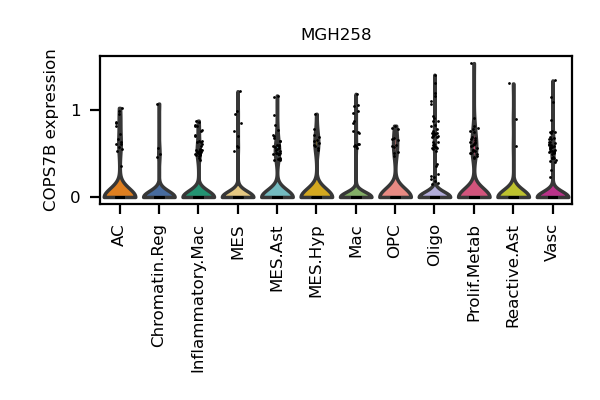 MGH258
COPS7B expression
1
0
AC
Chromatin.Reg
Inflammatory.Mac
MES
MES.Ast
MES.Hyp
Mac
OPC
Oligo
Prolif.Metab
Reactive.Ast
Vasc